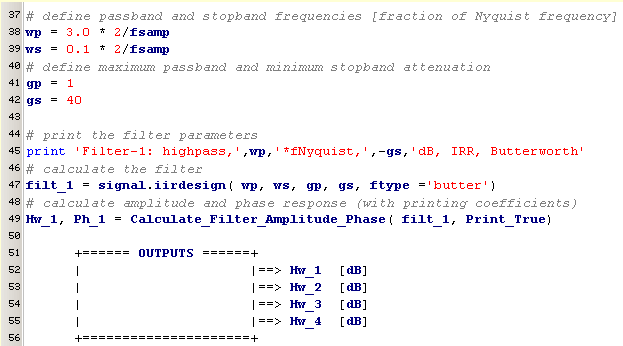 37 # define passband and stopband frequencies [fraction of Nyquist frequency]
38 wp = 3.0 * 2/fsamp
39 ws = 0.1 * 2/fsamp
40 # define maximum passband and minimum stopband attenuation
41 gp = 1
42 gs = 40
43
44 # print the filter parameters
45 print 'Filter-1: highpass,',wp,'*fNyquist,',-gs,'dB, IRR, Butterworth'
46 # calculate the filter
47 filt_1 = signal.iirdesign( wp, ws, gp, gs, ftype ='butter')
48 # calculate amplitude and phase response (with printing coefficients)
49 Hw_1, Ph_1 = Calculate_Filter_Amplitude_Phase( filt_1, Print_True)
50
51 +====== OUTPUTS ======+
52 | |==> Hw_1 [dB]
53 | |==> Hw_2 [dB]
54 | |==> Hw_3 [dB]
55 | |==> Hw_4 [dB]
56 +=====================+